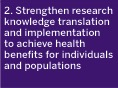 2. Strengthen research
knowledge translation
and implementation
to achieve health
benefits for individuals
and populations